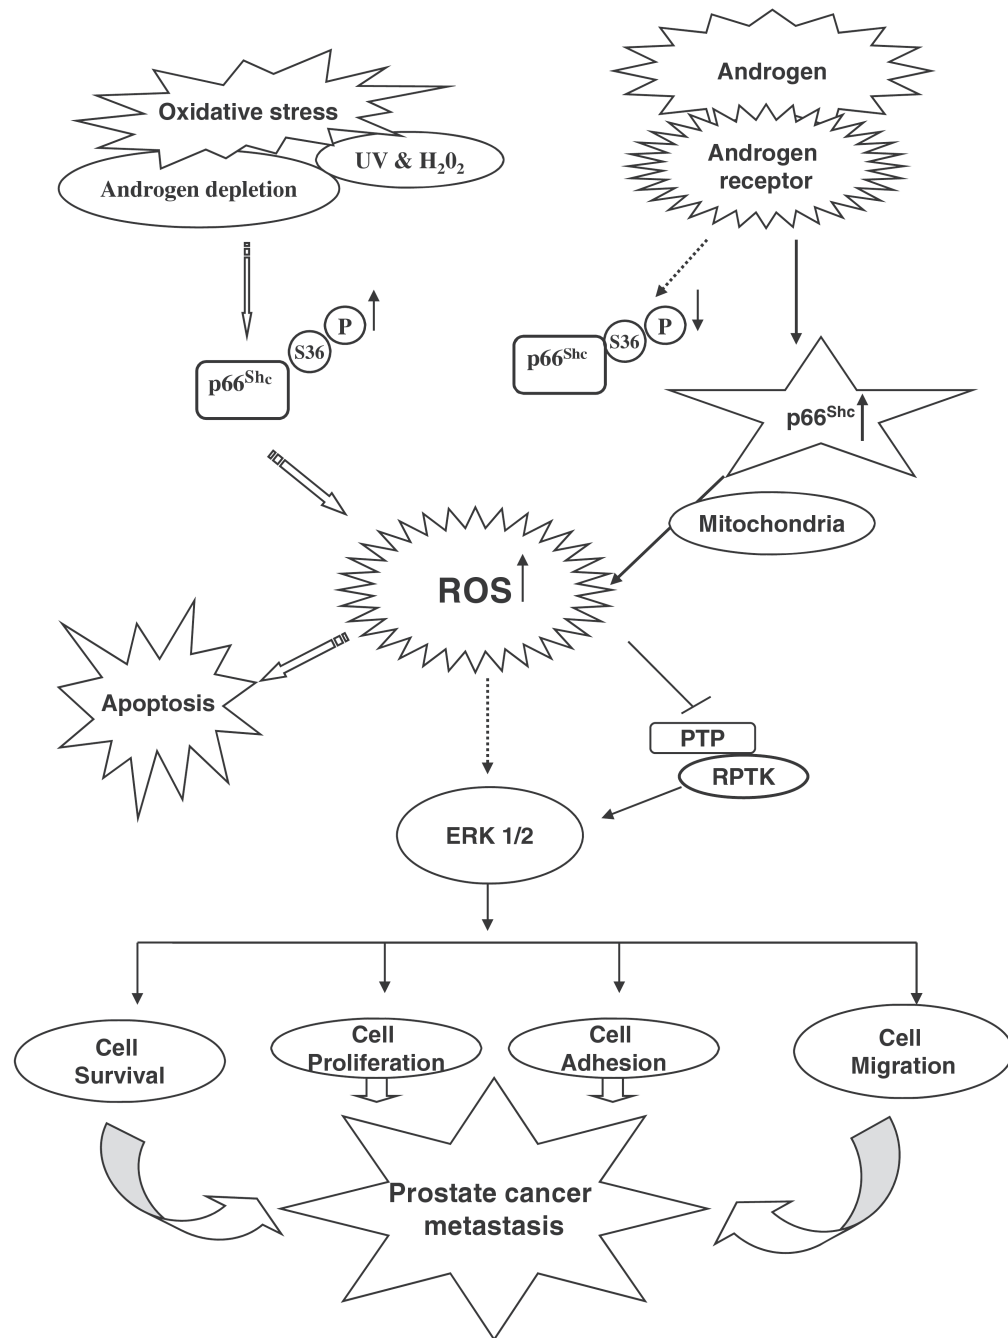 Androgen
Oxidative stress
UV & H₂0₂
Androgen depletion
Androgen
receptor
P
S36
p66ˢʰᶜ
P
S36
p66ˢʰᶜ
p66ˢʰᶜ
Mitochondria
ROS
Apoptosis
PTP
RPTK
ERK 1/2
Cell
Survival
Cell
Proliferation
Cell
Adhesion
Cell
Migration
Prostate cancer
metastasis